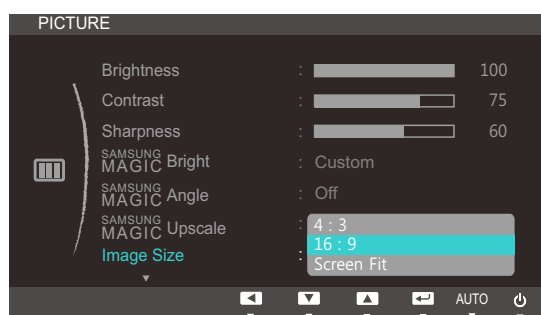 PICTURE
Brightness : 100
Contrast : 75
Sharpness : 60
SAMSUNG MAGIC Bright : Custom
SAMSUNG MAGIC Angle : Off
SAMSUNG MAGIC Upscale :
4 : 3
16 : 9
Image Size :
Screen Fit
AUTO